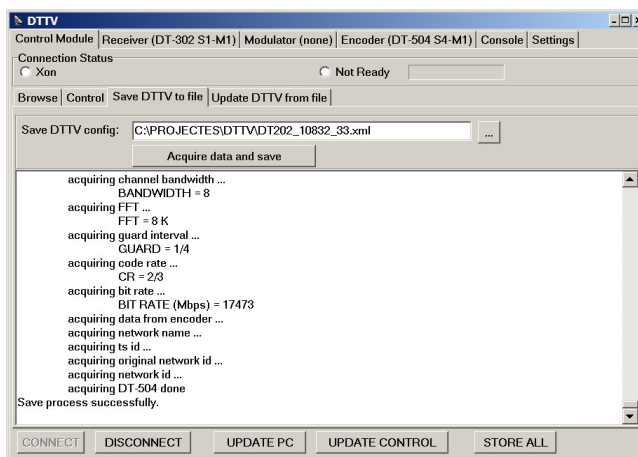 DTTV
Control Module Receiver (DT-302 S1-M1) Modulator (none) Encoder (DT-504 S4-M1) Console Settings
Connection Status
Xon Not Ready
Browse Control Save DTTV to file Update DTTV from file
Save DTTV config: C:\PROJECTES\DTTV\DT202_10832_33.xml ...
Acquire data and save
acquiring channel bandwidth ...
BANDWIDTH = 8
acquiring FFT ...
FFT = 8 K
acquiring guard interval ...
GUARD = 1/4
acquiring code rate ...
CR = 2/3
acquiring bit rate ...
BIT RATE (Mbps) = 17473
acquiring data from encoder ...
acquiring network name ...
acquiring ts id ...
acquiring original network id ...
acquiring network id ...
acquiring DT-504 done
Save process successfully.
CONNECT DISCONNECT UPDATE PC UPDATE CONTROL STORE ALL